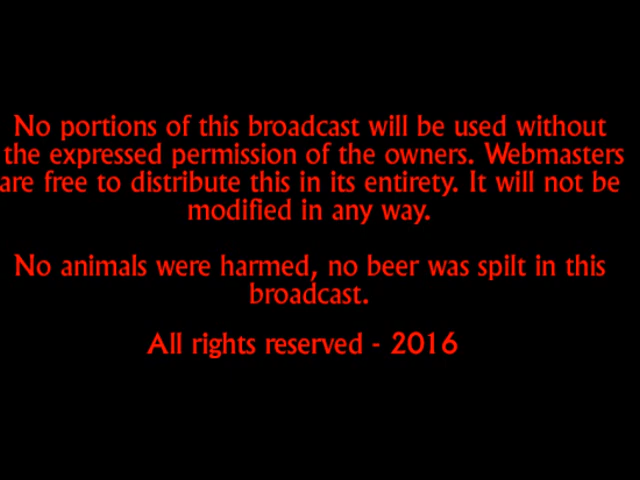 No portions of this broadcast will be used without
the expressed permission of the owners. Webmasters
are free to distribute this in its entirety. It will not be
modified in any way.
No animals were harmed, no beer was spilt in this
broadcast.
All rights reserved - 2016